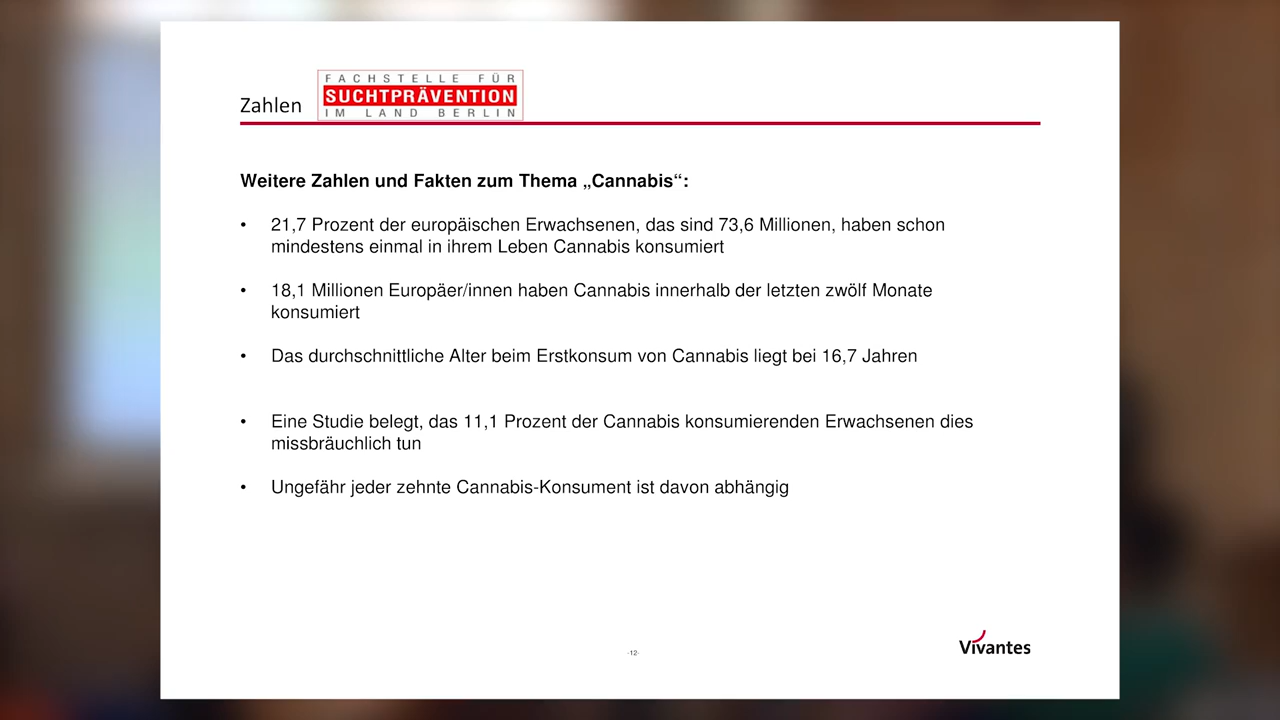 Zahlen
FACHSTELLE FÜR
SUCHTPRÄVENTION
IM LAND BERLIN
Weitere Zahlen und Fakten zum Thema „Cannabis“:
• 21,7 Prozent der europäischen Erwachsenen, das sind 73,6 Millionen, haben schon
mindestens einmal in ihrem Leben Cannabis konsumiert
• 18,1 Millionen Europäer/innen haben Cannabis innerhalb der letzten zwölf Monate
konsumiert
• Das durchschnittliche Alter beim Erstkonsum von Cannabis liegt bei 16,7 Jahren
• Eine Studie belegt, das 11,1 Prozent der Cannabis konsumierenden Erwachsenen dies
missbräuchlich tun
• Ungefähr jeder zehnte Cannabis-Konsument ist davon abhängig
-12-
Vivantes